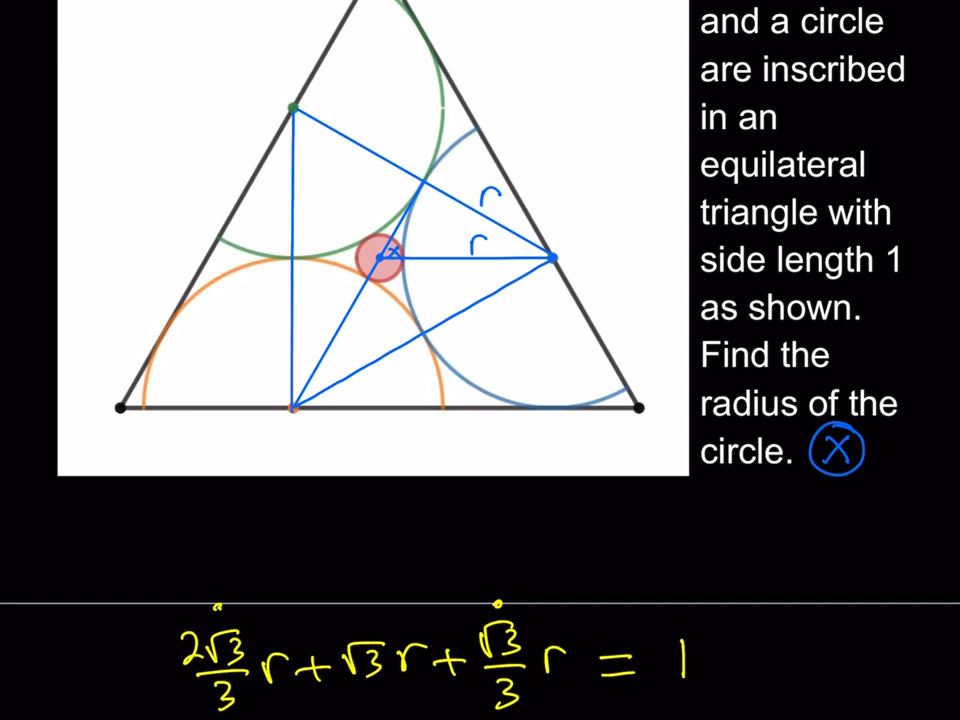 and a circle
are inscribed
in an
equilateral
triangle with
side length 1
as shown.
Find the
radius of the
circle. x
r
r
x
2√3/3 r + √3 r + √3/3 r = 1